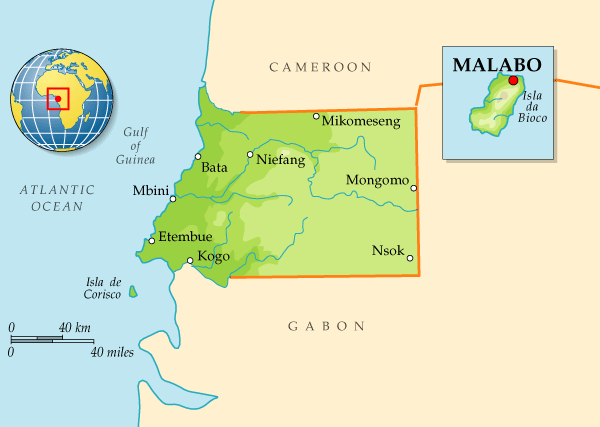 CAMEROON
MALABO
Isla
da
Bioco
Mikomeseng
Gulf
of
Guinea
Bata
Niefang
ATLANTIC
OCEAN
Mbini
Mongomo
Etembue
Kogo
Nsok
Isla de
Corisco
GABON
0 40 km
0 40 miles